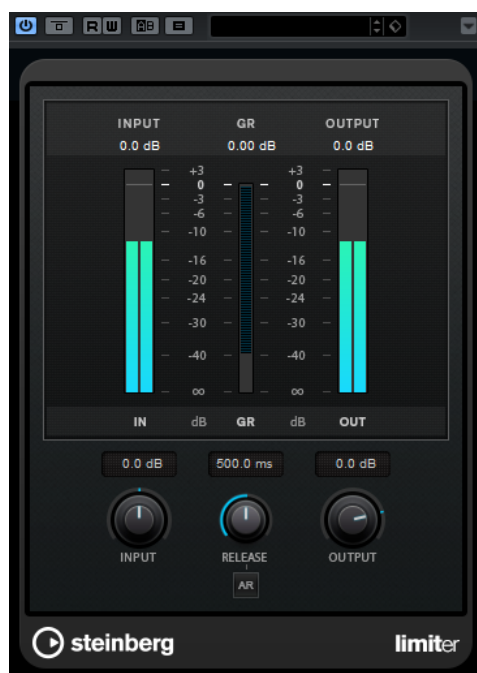 R W A B
INPUT GR OUTPUT
0.0 dB 0.00 dB 0.0 dB
+3 +3
0 0
-3 -3
-6 -6
-10 -10
-16 -16
-20 -20
-24 -24
-30 -30
-40 -40
∞ ∞
IN dB GR dB OUT
0.0 dB 500.0 ms 0.0 dB
INPUT RELEASE OUTPUT
AR
steinberg limiter